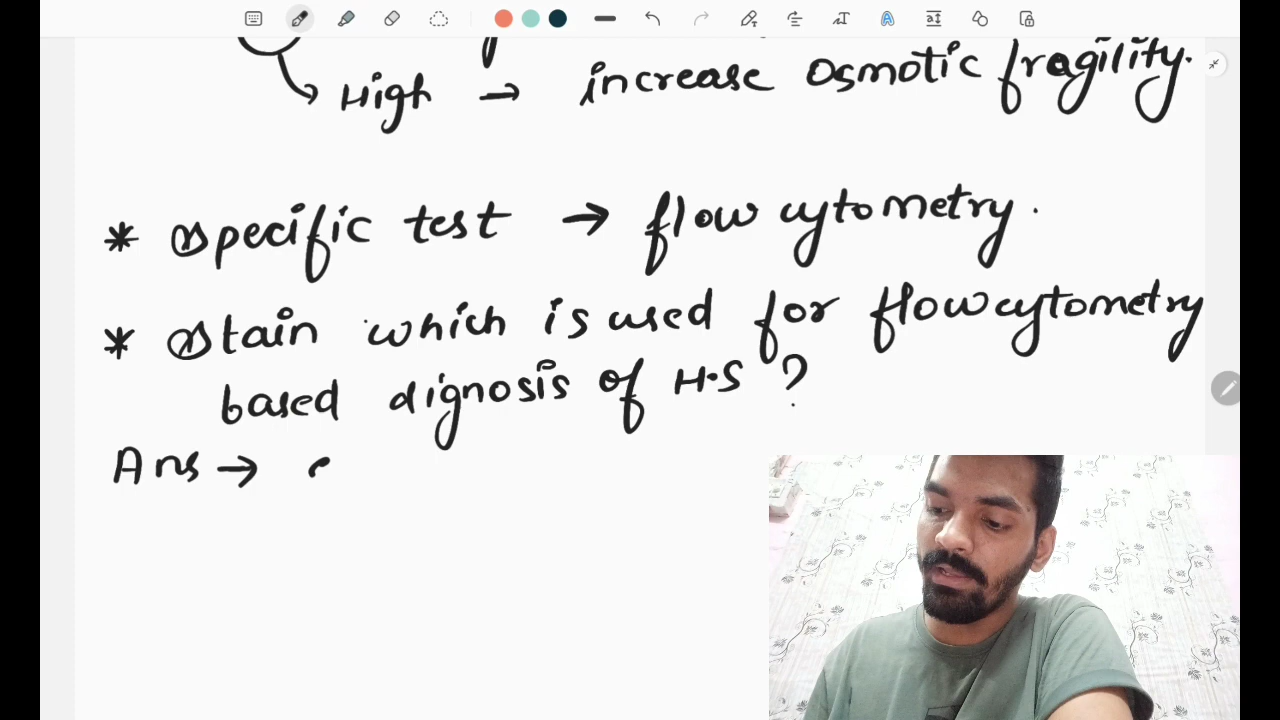 High → increase osmotic fragility.
* specific test → flow cytometry.
* stain which is used for flowcytometry
based dignosis of H.S ?
Ans →